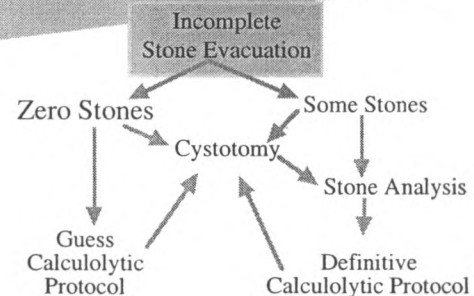 Incomplete
Stone Evacuation
Zero Stones
Some Stones
Cystotomy
Stone Analysis
Guess
Calculolytic
Protocol
Definitive
Calculolytic Protocol